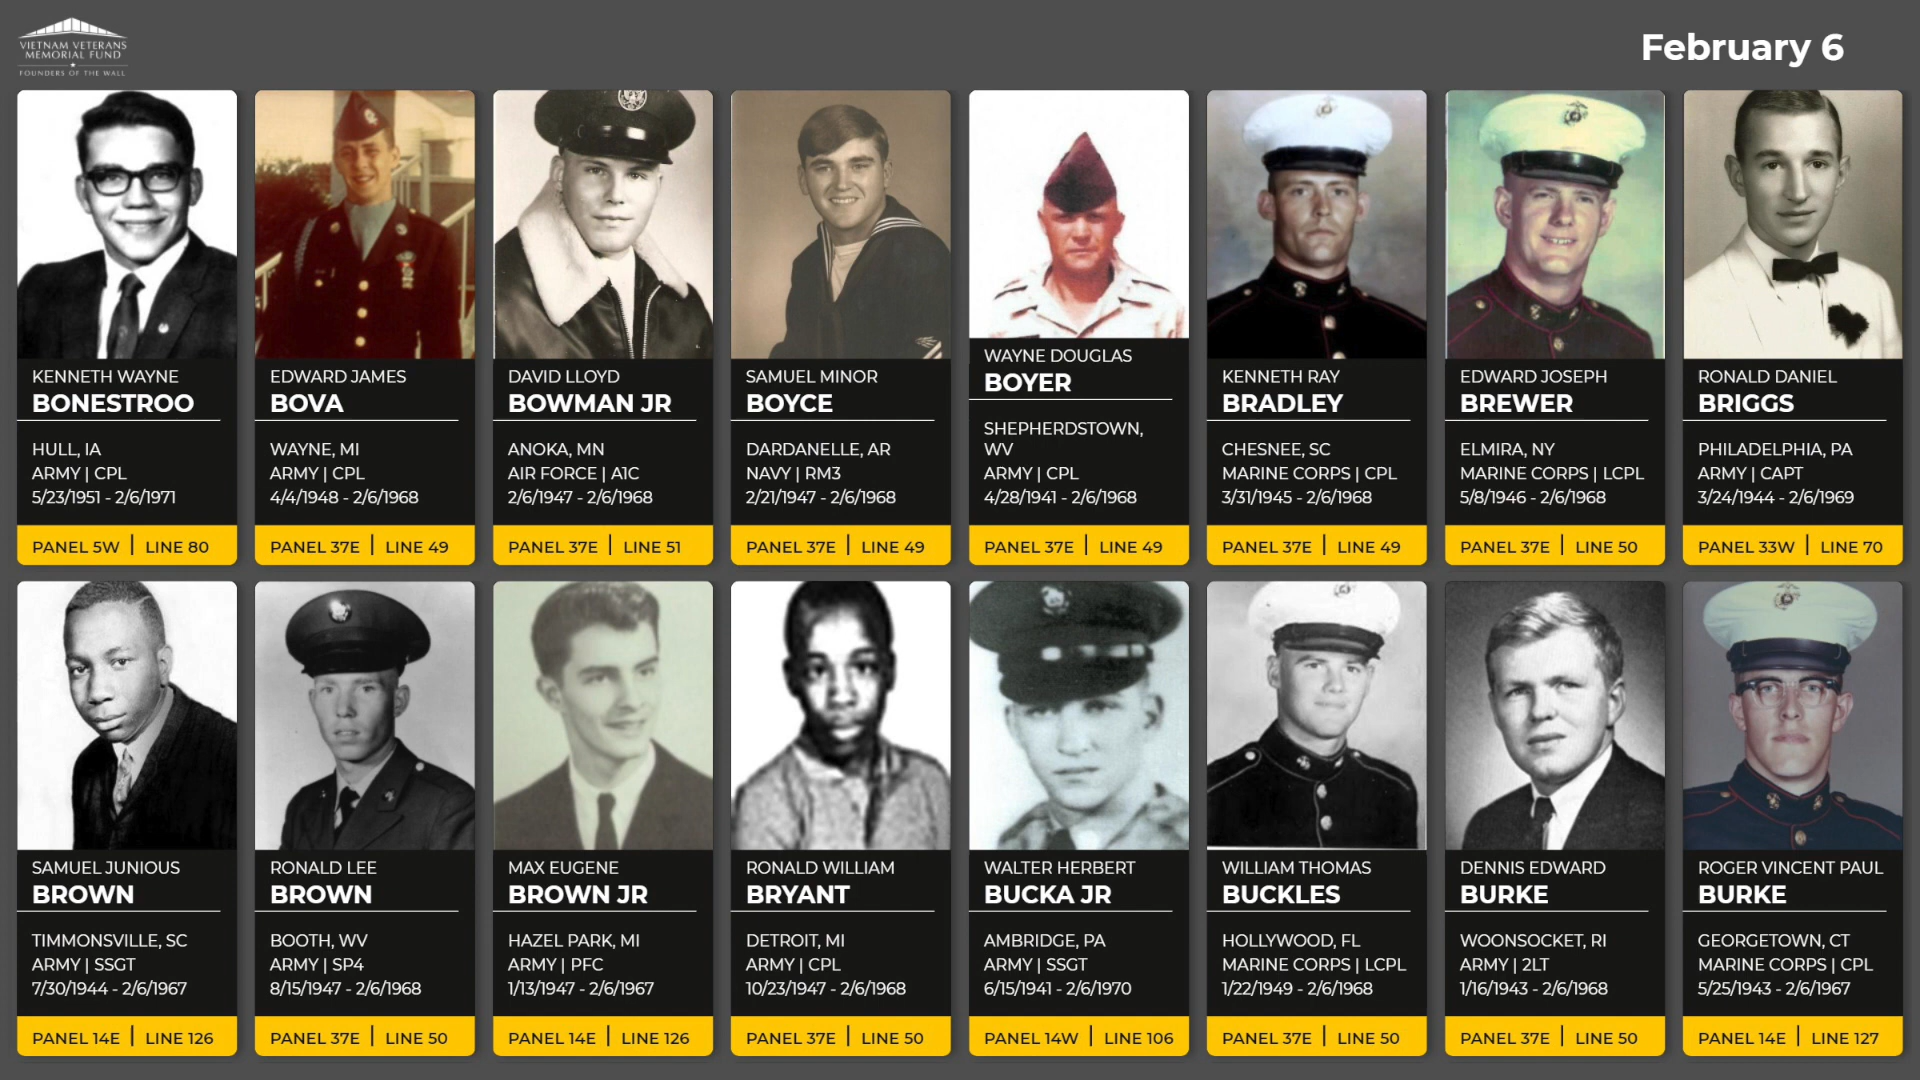 VIETNAM VETERANS
MEMORIAL FUND
FOUNDERS OF THE WALL
February 6
KENNETH WAYNE
BONESTROO
HULL, IA
ARMY | CPL
5/23/1951 - 2/6/1971
PANEL 5W | LINE 80
EDWARD JAMES
BOVA
WAYNE, MI
ARMY | CPL
4/4/1948 - 2/6/1968
PANEL 37E | LINE 49
DAVID LLOYD
BOWMAN JR
ANOKA, MN
AIR FORCE | A1C
2/6/1947 - 2/6/1968
PANEL 37E | LINE 51
SAMUEL MINOR
BOYCE
DARDANELLE, AR
NAVY | RM3
2/21/1947 - 2/6/1968
PANEL 37E | LINE 49
WAYNE DOUGLAS
BOYER
SHEPHERDSTOWN,
WV
ARMY | CPL
4/28/1941 - 2/6/1968
PANEL 37E | LINE 49
KENNETH RAY
BRADLEY
CHESNEE, SC
MARINE CORPS | CPL
3/31/1945 - 2/6/1968
PANEL 37E | LINE 49
EDWARD JOSEPH
BREWER
ELMIRA, NY
MARINE CORPS | LCPL
5/8/1946 - 2/6/1968
PANEL 37E | LINE 50
RONALD DANIEL
BRIGGS
PHILADELPHIA, PA
ARMY | CAPT
3/24/1944 - 2/6/1969
PANEL 33W | LINE 70
SAMUEL JUNIOUS
BROWN
TIMMONSVILLE, SC
ARMY | SSGT
7/30/1944 - 2/6/1967
PANEL 14E | LINE 126
RONALD LEE
BROWN
BOOTH, WV
ARMY | SP4
8/15/1947 - 2/6/1968
PANEL 37E | LINE 50
MAX EUGENE
BROWN JR
HAZEL PARK, MI
ARMY | PFC
1/13/1947 - 2/6/1967
PANEL 14E | LINE 126
RONALD WILLIAM
BRYANT
DETROIT, MI
ARMY | CPL
10/23/1947 - 2/6/1968
PANEL 37E | LINE 50
WALTER HERBERT
BUCKA JR
AMBRIDGE, PA
ARMY | SSGT
6/15/1941 - 2/6/1970
PANEL 14W | LINE 106
WILLIAM THOMAS
BUCKLES
HOLLYWOOD, FL
MARINE CORPS | LCPL
1/22/1949 - 2/6/1968
PANEL 37E | LINE 50
DENNIS EDWARD
BURKE
WOONSOCKET, RI
ARMY | 2LT
1/16/1943 - 2/6/1968
PANEL 37E | LINE 50
ROGER VINCENT PAUL
BURKE
GEORGETOWN, CT
MARINE CORPS | CPL
5/25/1943 - 2/6/1967
PANEL 14E | LINE 127